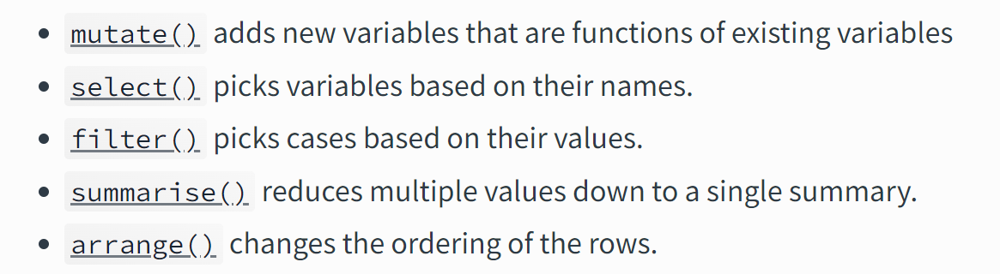 • mutate() adds new variables that are functions of existing variables
• select() picks variables based on their names.
• filter() picks cases based on their values.
• summarise() reduces multiple values down to a single summary.
• arrange() changes the ordering of the rows.